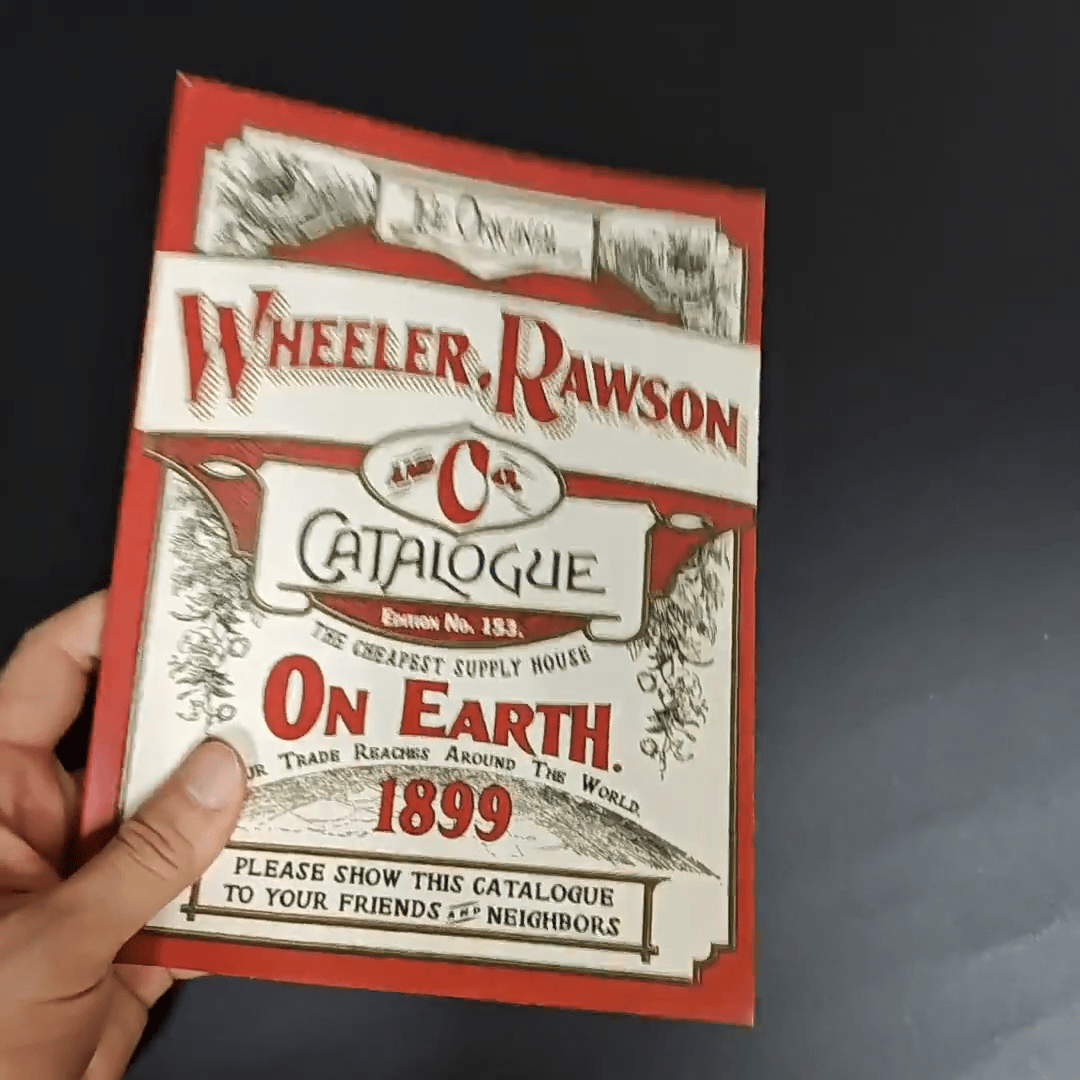 The Original
Wheeler, Rawson
AND Co.
CATALOGUE
Edition No. 183.
THE CHEAPEST SUPPLY HOUSE
On Earth.
Trade Reaches Around The World.
1899
PLEASE SHOW THIS CATALOGUE
TO YOUR FRIENDS AND NEIGHBORS